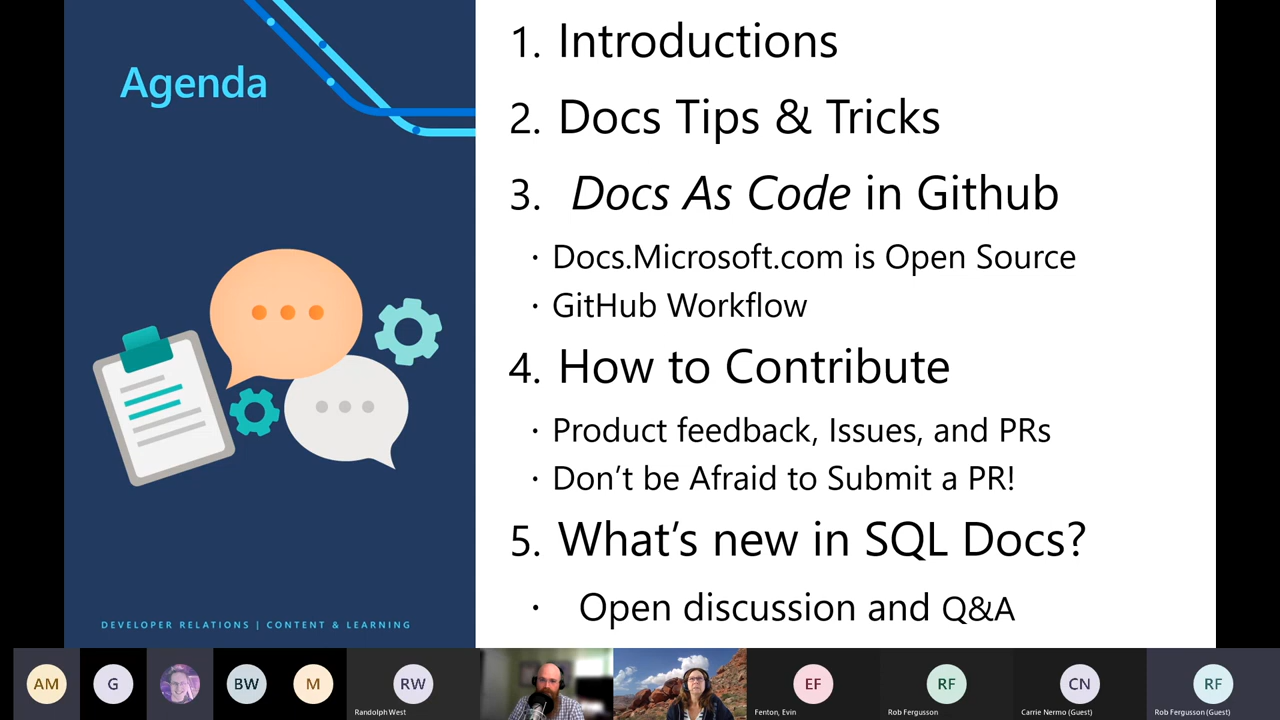 Agenda
1. Introductions
2. Docs Tips & Tricks
3. Docs As Code in Github
· Docs.Microsoft.com is Open Source
· GitHub Workflow
4. How to Contribute
· Product feedback, Issues, and PRs
· Don't be Afraid to Submit a PR!
5. What's new in SQL Docs?
· Open discussion and Q&A
DEVELOPER RELATIONS | CONTENT & LEARNING
AM
G
BW
M
RW
Randolph West
EF
Fenton, Evin
RF
Rob Fergusson
CN
Carrie Nermo (Guest)
RF
Rob Fergusson (Guest)